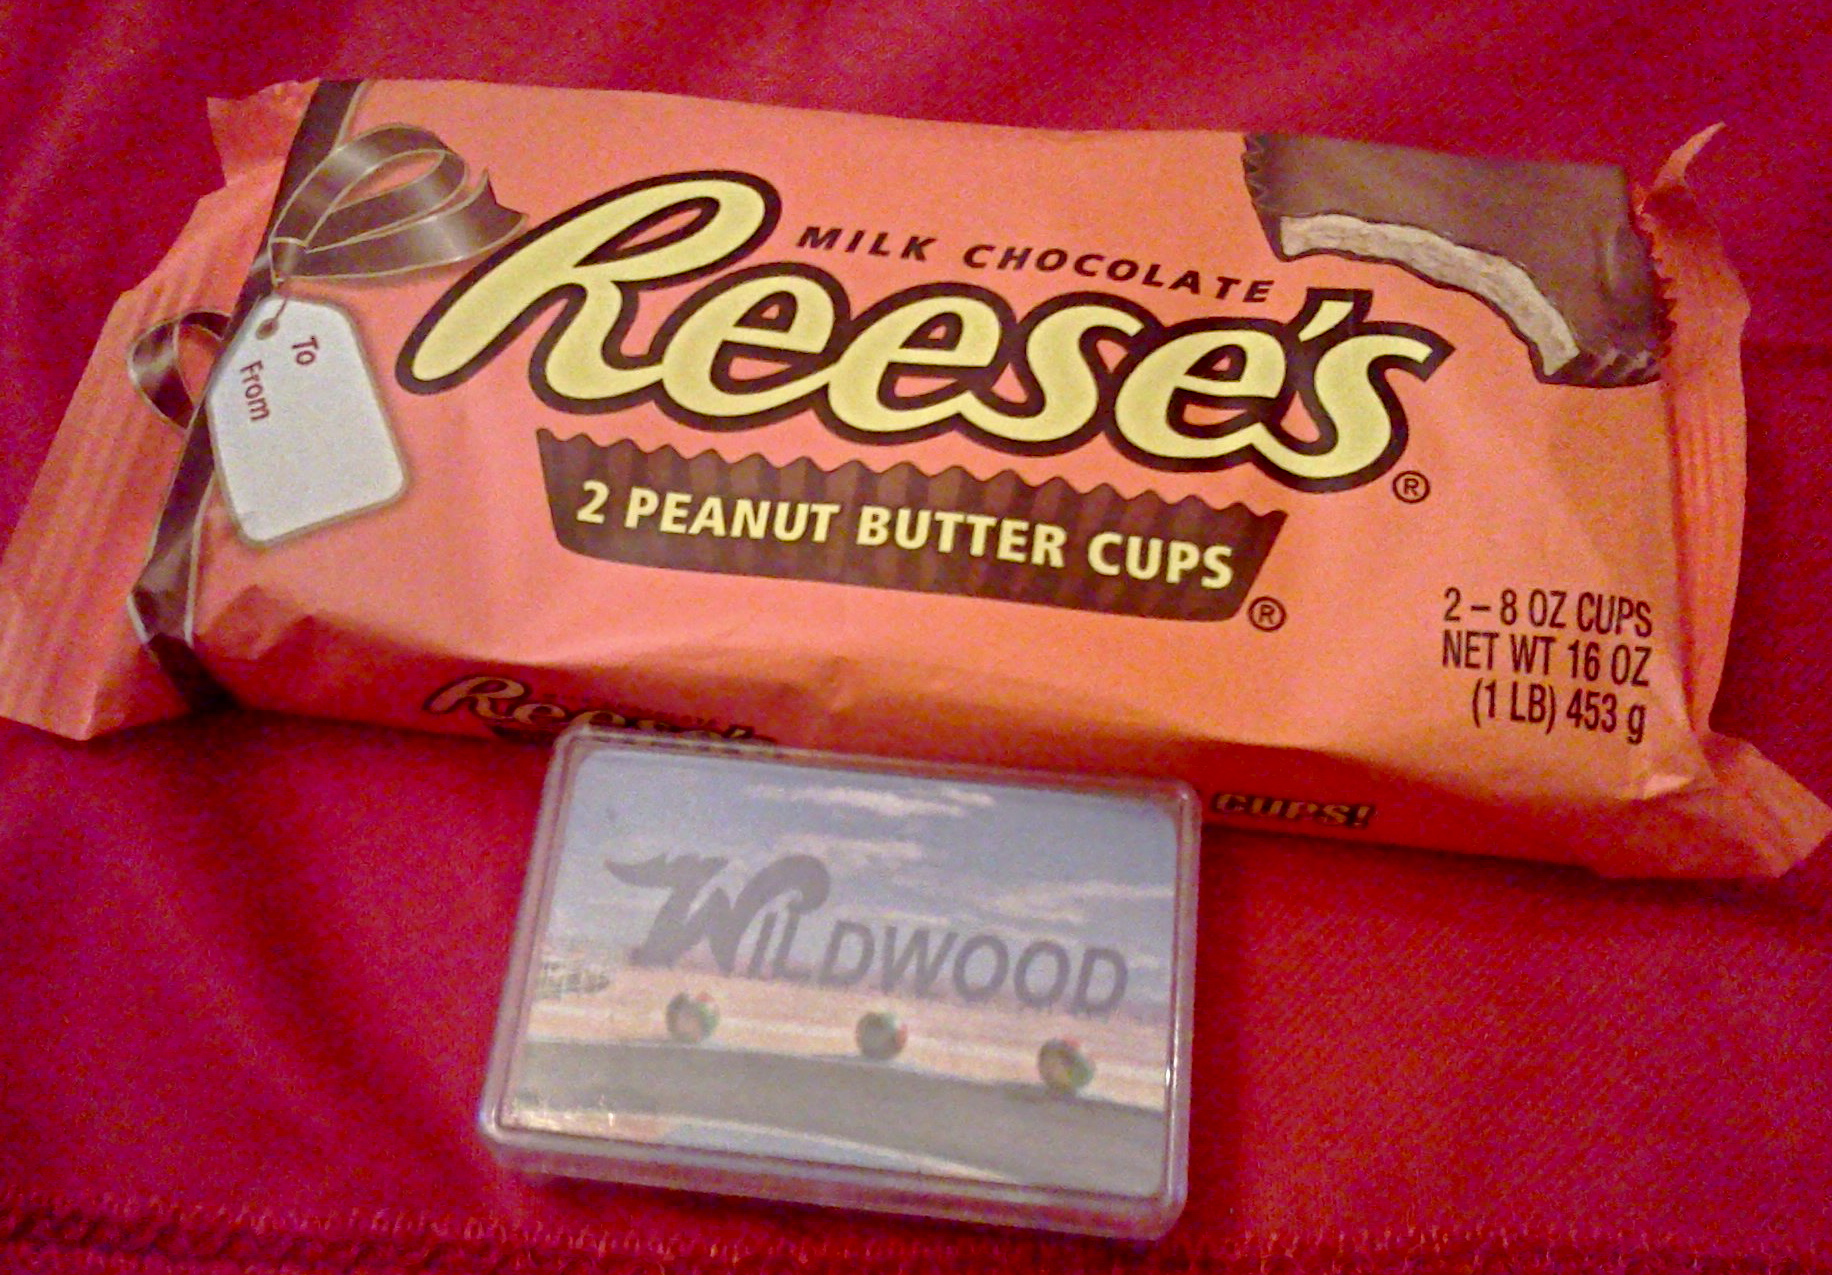 MILK CHOCOLATE
Reese's®
2 PEANUT BUTTER CUPS®
To
From
2 – 8 OZ CUPS
NET WT 16 OZ
(1 LB) 453 g
Reese's
CUPS!
WILDWOOD